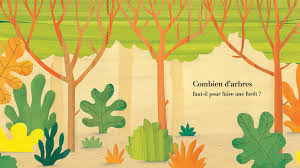 Combien d'arbres
faut-il pour faire une forêt ?